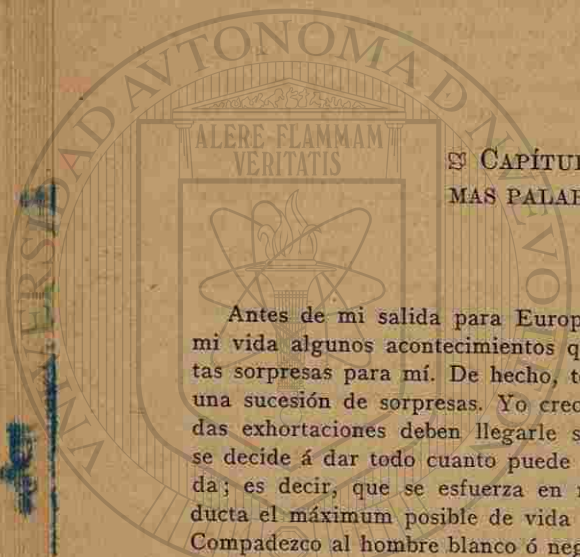 UNIVERSIDAD AUTONOMA D N
ALERE FLAMMAM
VERITATIS
CAPÍTU
MAS PALA
Antes de mi salida para Europ
mi vida algunos acontecimientos q
tas sorpresas para mí. De hecho, t
una sucesión de sorpresas. Yo crec
das exhortaciones deben llegarle s
se decide á dar todo cuanto puede
da; es decir, que se esfuerza en
ducta el máximum posible de vida
Compadezco al hombre blanco ó neg